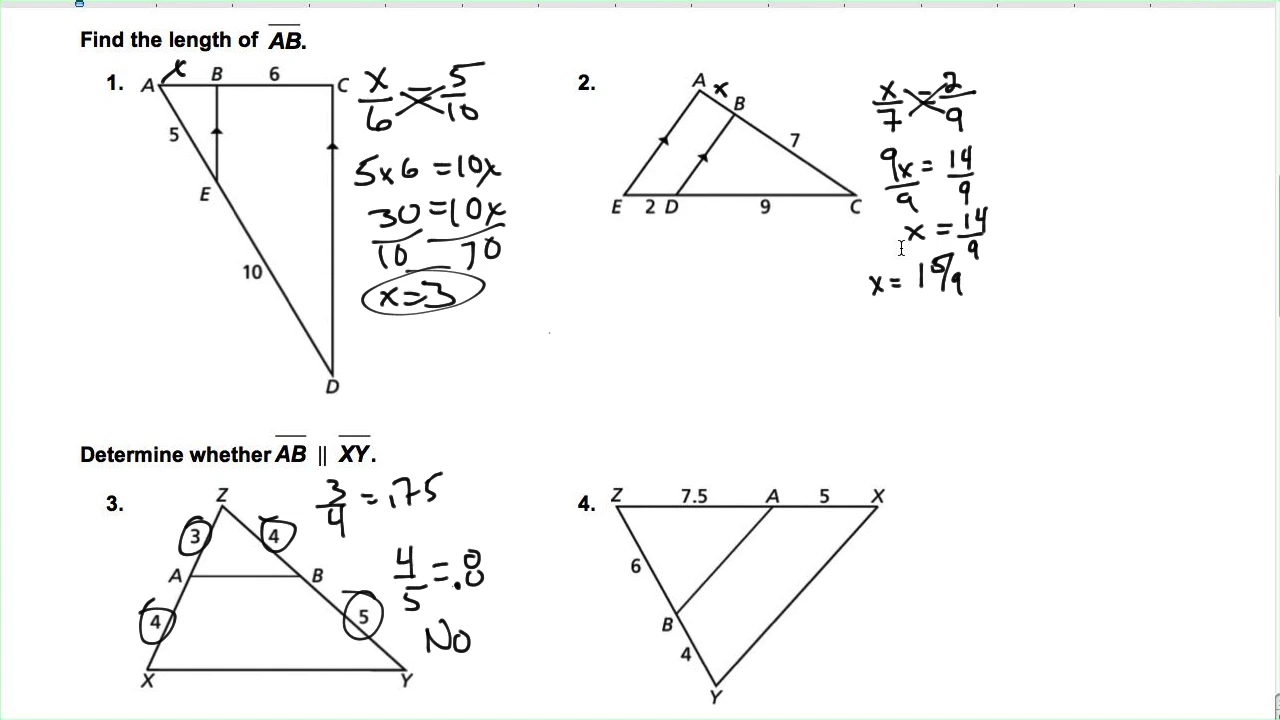 Find the length of AB.
1. A x B 6 C
5
E
10
D
x/6 = 5/10
5x6 = 10x
30 = 10x
10 10
x=3
2. A x B
7
E 2 D 9 C
x/7 = 2/9
9x/9 = 14/9
x = 14/9
x = 1 5/9
Determine whether AB || XY.
3. Z
3 4
A B
4 5
X Y
3/4 = .75
4/5 = .8
No
4. Z 7.5 A 5 X
6
B
4
Y